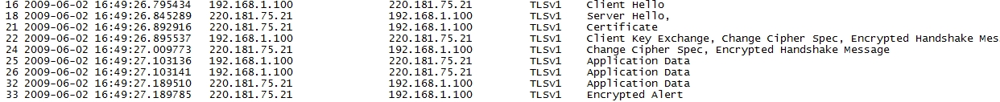 16 2009-06-02 16:49:26.795434 192.168.1.100 220.181.75.21 TLSv1 Client Hello
18 2009-06-02 16:49:26.845289 220.181.75.21 192.168.1.100 TLSv1 Server Hello,
21 2009-06-02 16:49:26.892916 220.181.75.21 192.168.1.100 TLSv1 Certificate
22 2009-06-02 16:49:26.895537 192.168.1.100 220.181.75.21 TLSv1 Client Key Exchange, Change Cipher Spec, Encrypted Handshake Mes
24 2009-06-02 16:49:27.009773 220.181.75.21 192.168.1.100 TLSv1 Change Cipher Spec, Encrypted Handshake Message
25 2009-06-02 16:49:27.103136 192.168.1.100 220.181.75.21 TLSv1 Application Data
26 2009-06-02 16:49:27.103141 192.168.1.100 220.181.75.21 TLSv1 Application Data
32 2009-06-02 16:49:27.189510 220.181.75.21 192.168.1.100 TLSv1 Application Data
33 2009-06-02 16:49:27.189785 220.181.75.21 192.168.1.100 TLSv1 Encrypted Alert